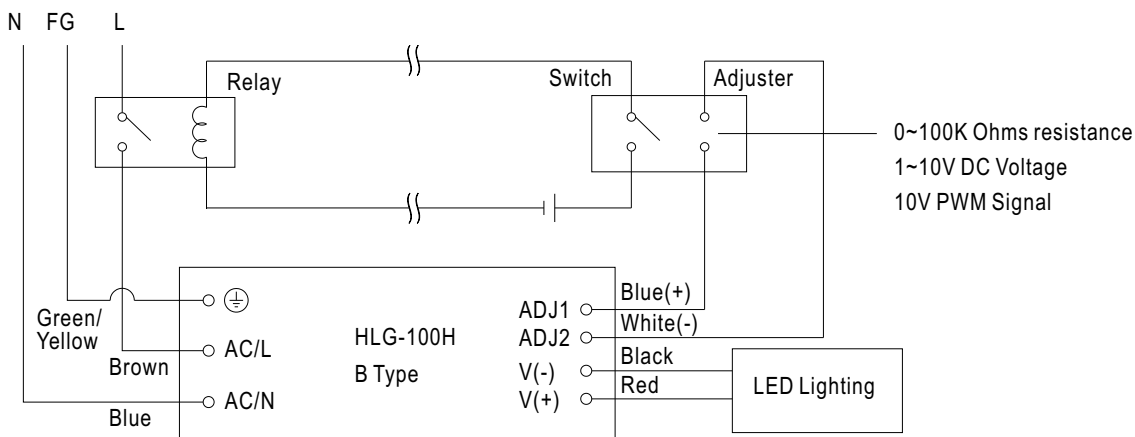 N FG L
Relay
Switch
Adjuster
0~100K Ohms resistance
1~10V DC Voltage
10V PWM Signal
Green/
Yellow
Brown
Blue
AC/L
AC/N
HLG-100H
B Type
ADJ1
ADJ2
V(-)
V(+)
Blue(+)
White(-)
Black
Red
LED Lighting